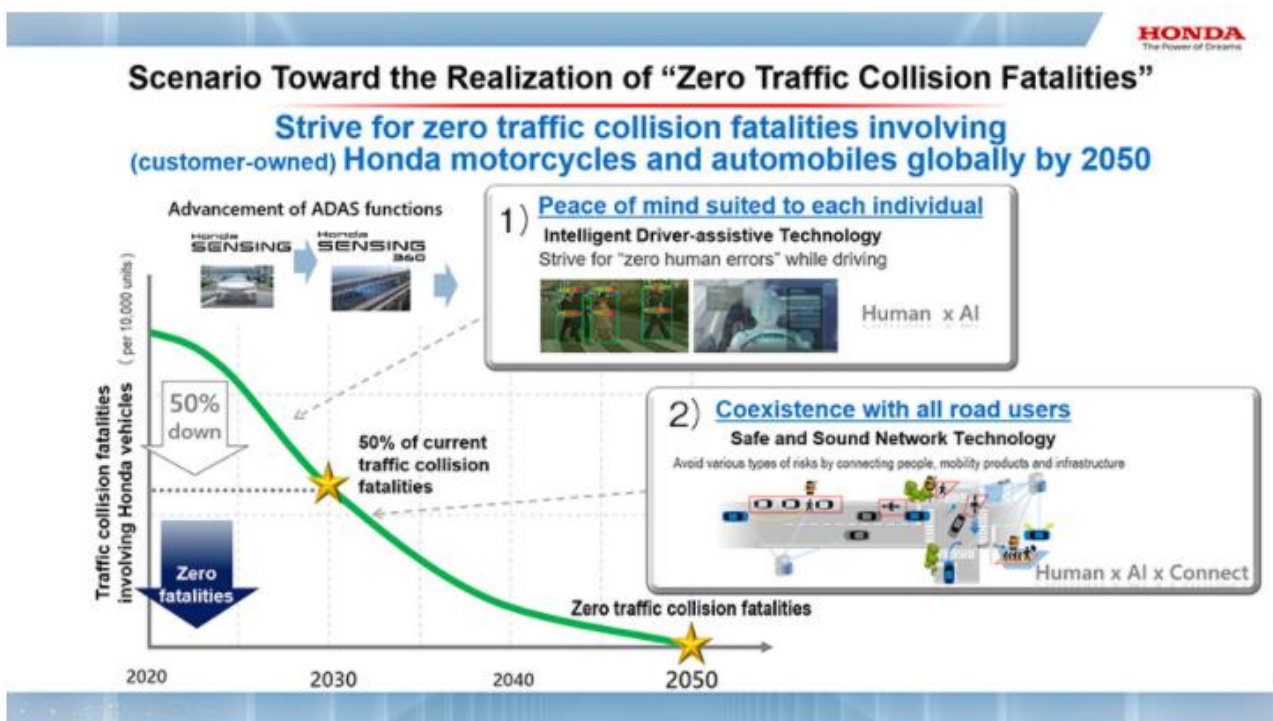 HONDA
The Power of Dreams
Scenario Toward the Realization of “Zero Traffic Collision Fatalities”
Strive for zero traffic collision fatalities involving
(customer-owned) Honda motorcycles and automobiles globally by 2050
Advancement of ADAS functions
Honda SENSING
Honda SENSING 360
1) Peace of mind suited to each individual
Intelligent Driver-assistive Technology
Strive for “zero human errors” while driving
Human x AI
Traffic collision fatalities
involving Honda vehicles
( per 10,000 units )
50%
down
50% of current
traffic collision
fatalities
2) Coexistence with all road users
Safe and Sound Network Technology
Avoid various types of risks by connecting people, mobility products and infrastructure
Human x AI x Connect
Zero
fatalities
Zero traffic collision fatalities
2020
2030
2040
2050